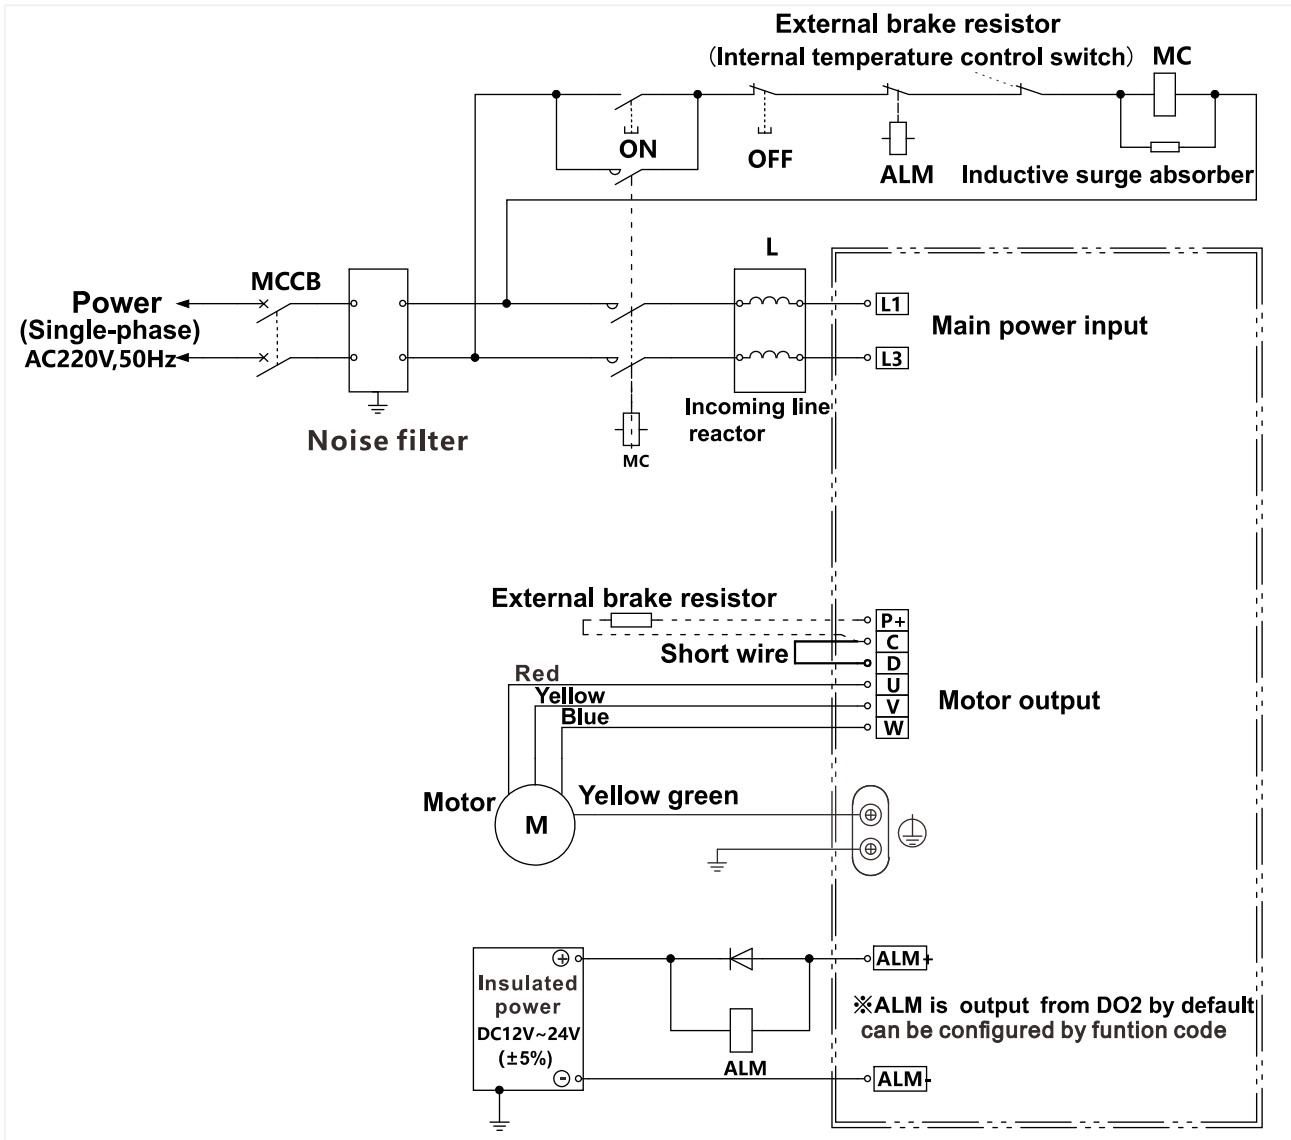 External brake resistor
(Internal temperature control switch) MC
ON
OFF
ALM
Inductive surge absorber
L
MCCB
Power
(Single-phase)
AC220V,50Hz
L1
Main power input
L3
Incoming line
reactor
Noise filter
MC
External brake resistor
P+
C
Short wire
D
Red
U
Yellow
V
Motor output
Blue
W
Motor
M
Yellow green
+
Insulated
power
DC12V~24V
(±5%)
-
ALM
ALM+
※ALM is output from DO2 by default
can be configured by funtion code
ALM-